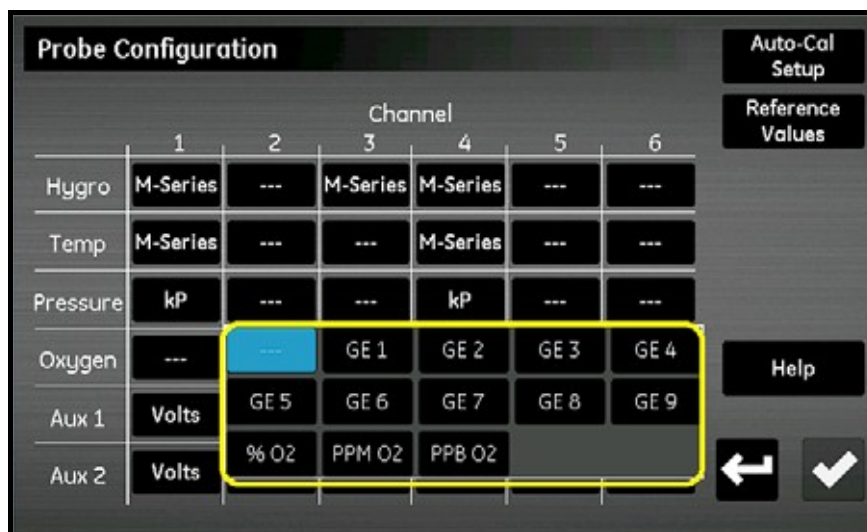 Probe Configuration
Auto-Cal
Setup
Reference
Values
Channel
1 2 3 4 5 6
Hygro M-Series --- M-Series M-Series --- ---
Temp M-Series --- --- M-Series --- ---
Pressure kP --- --- kP --- ---
Oxygen --- --- GE 1 GE 2 GE 3 GE 4
Help
Aux 1 Volts GE 5 GE 6 GE 7 GE 8 GE 9
Aux 2 Volts % O2 PPM O2 PPB O2